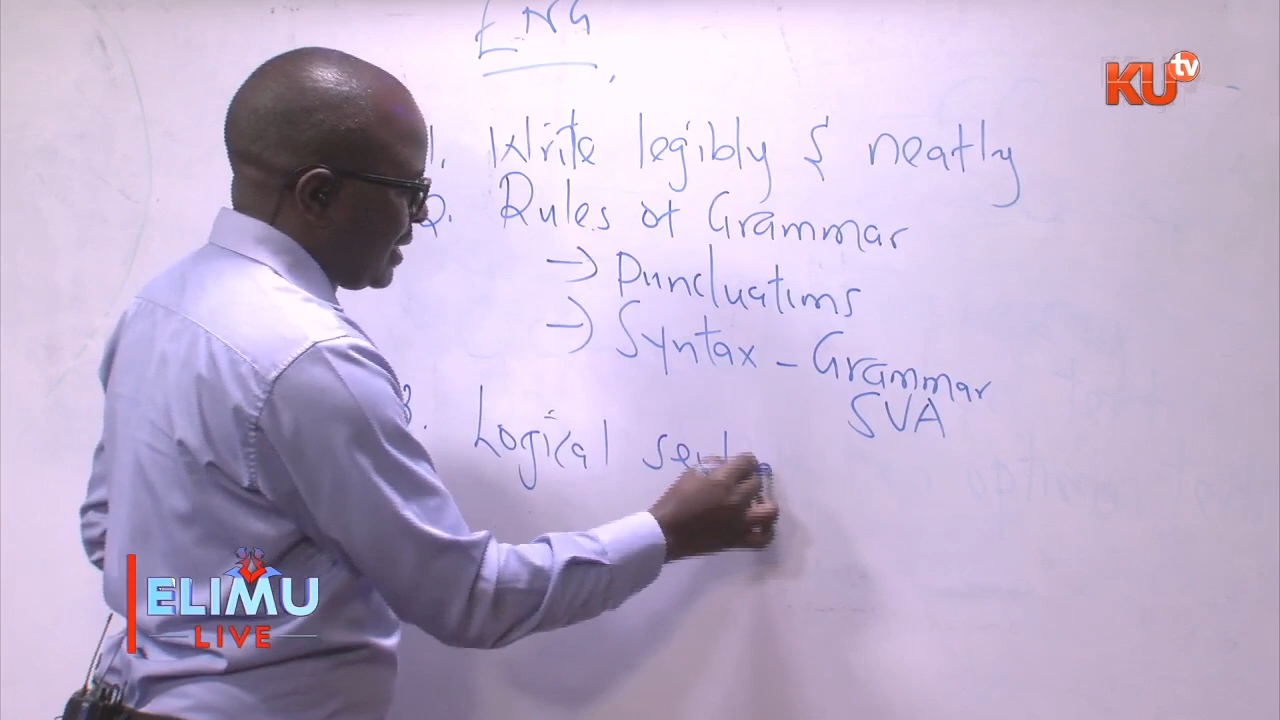 ENG
KU tv
1. Write legibly & neatly
2. Rules of Grammar
→ Punctuations
→ Syntax - Grammar
SVA
3. Logical
ELIMU
LIVE